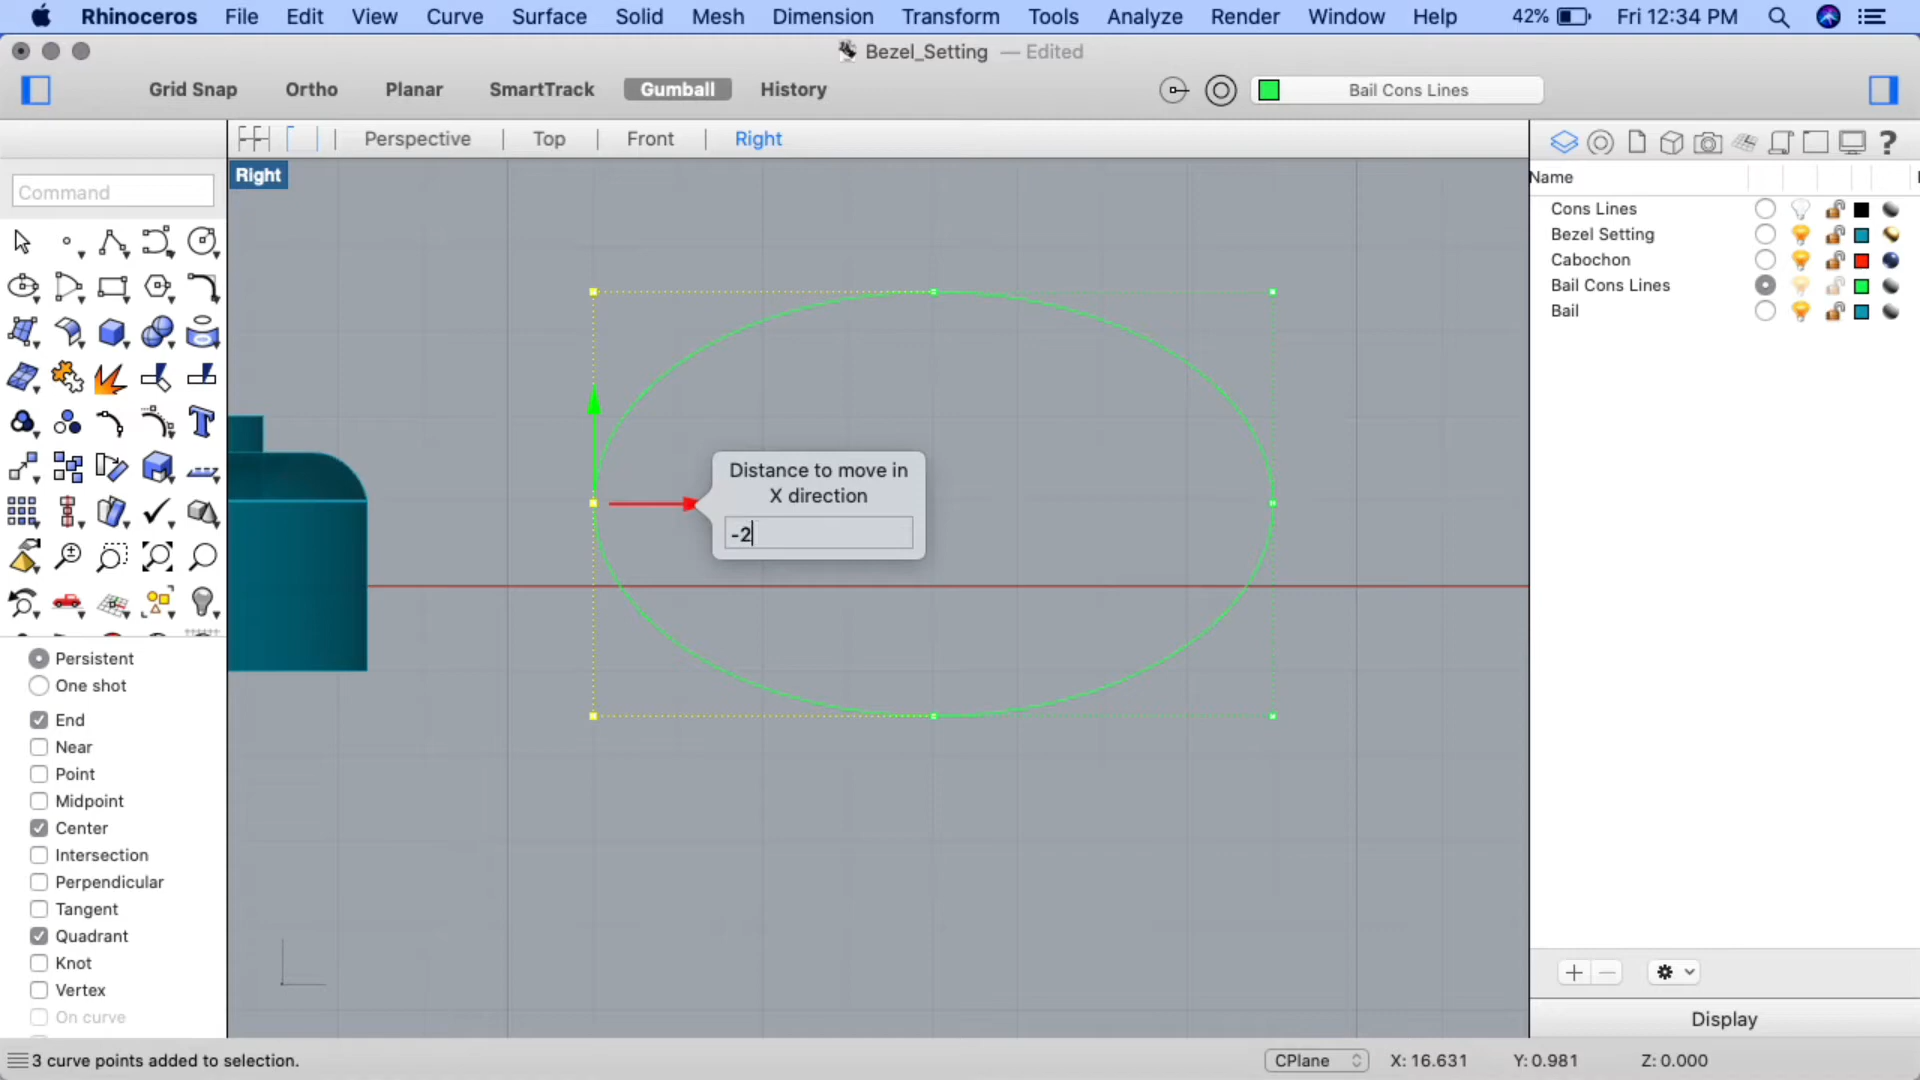 Rhinoceros File Edit View Curve Surface Solid Mesh Dimension Transform Tools Analyze Render Window Help 42% Fri 12:34 PM
Bezel_Setting — Edited
Grid Snap Ortho Planar SmartTrack Gumball History Bail Cons Lines
Perspective Top Front Right
Right
Command
Name
Cons Lines
Bezel Setting
Cabochon
Bail Cons Lines
Bail
Distance to move in
X direction
-2
Persistent
One shot
End
Near
Point
Midpoint
Center
Intersection
Perpendicular
Tangent
Quadrant
Knot
Vertex
On curve
Display
3 curve points added to selection. CPlane X: 16.631 Y: 0.981 Z: 0.000